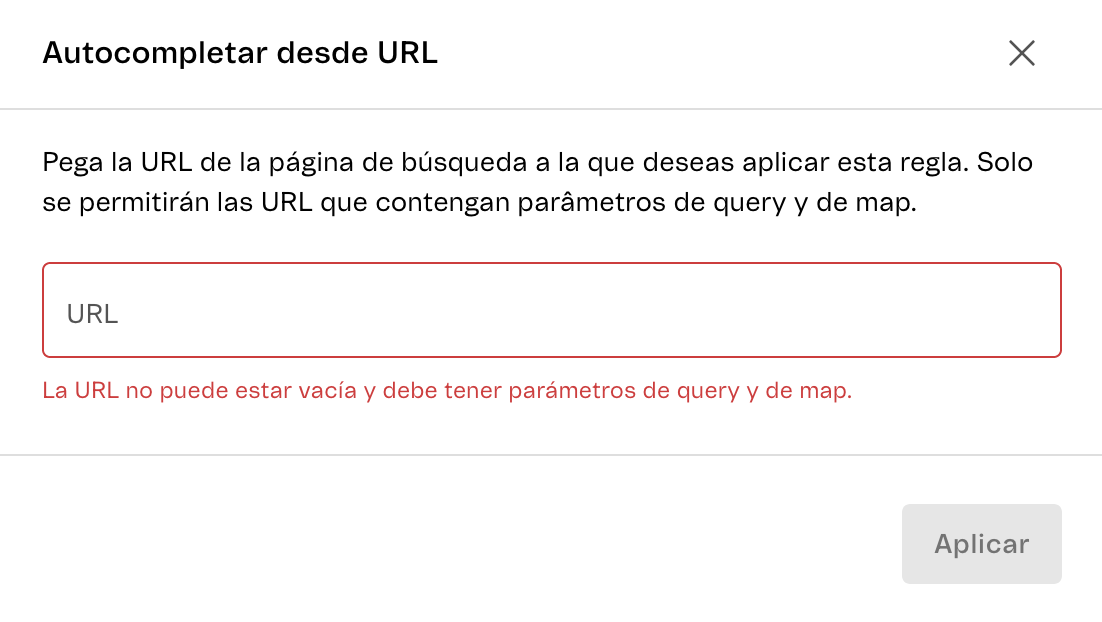 Autocompletar desde URL
Pega la URL de la página de búsqueda a la que deseas aplicar esta regla. Solo
se permitirán las URL que contengan parâmetros de query y de map.
URL
La URL no puede estar vacía y debe tener parámetros de query y de map.
Aplicar